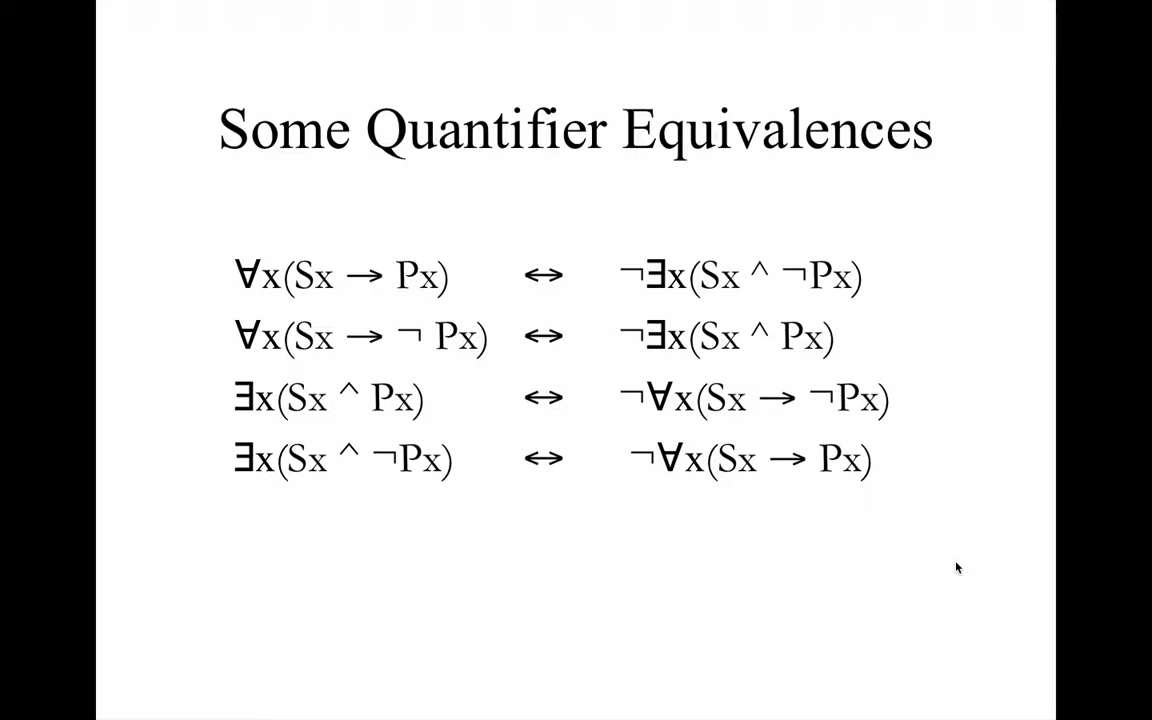 Some Quantifier Equivalences
∀x(Sx → Px) ↔ ¬∃x(Sx ^ ¬Px)
∀x(Sx → ¬ Px) ↔ ¬∃x(Sx ^ Px)
∃x(Sx ^ Px) ↔ ¬∀x(Sx → ¬Px)
∃x(Sx ^ ¬Px) ↔ ¬∀x(Sx → Px)